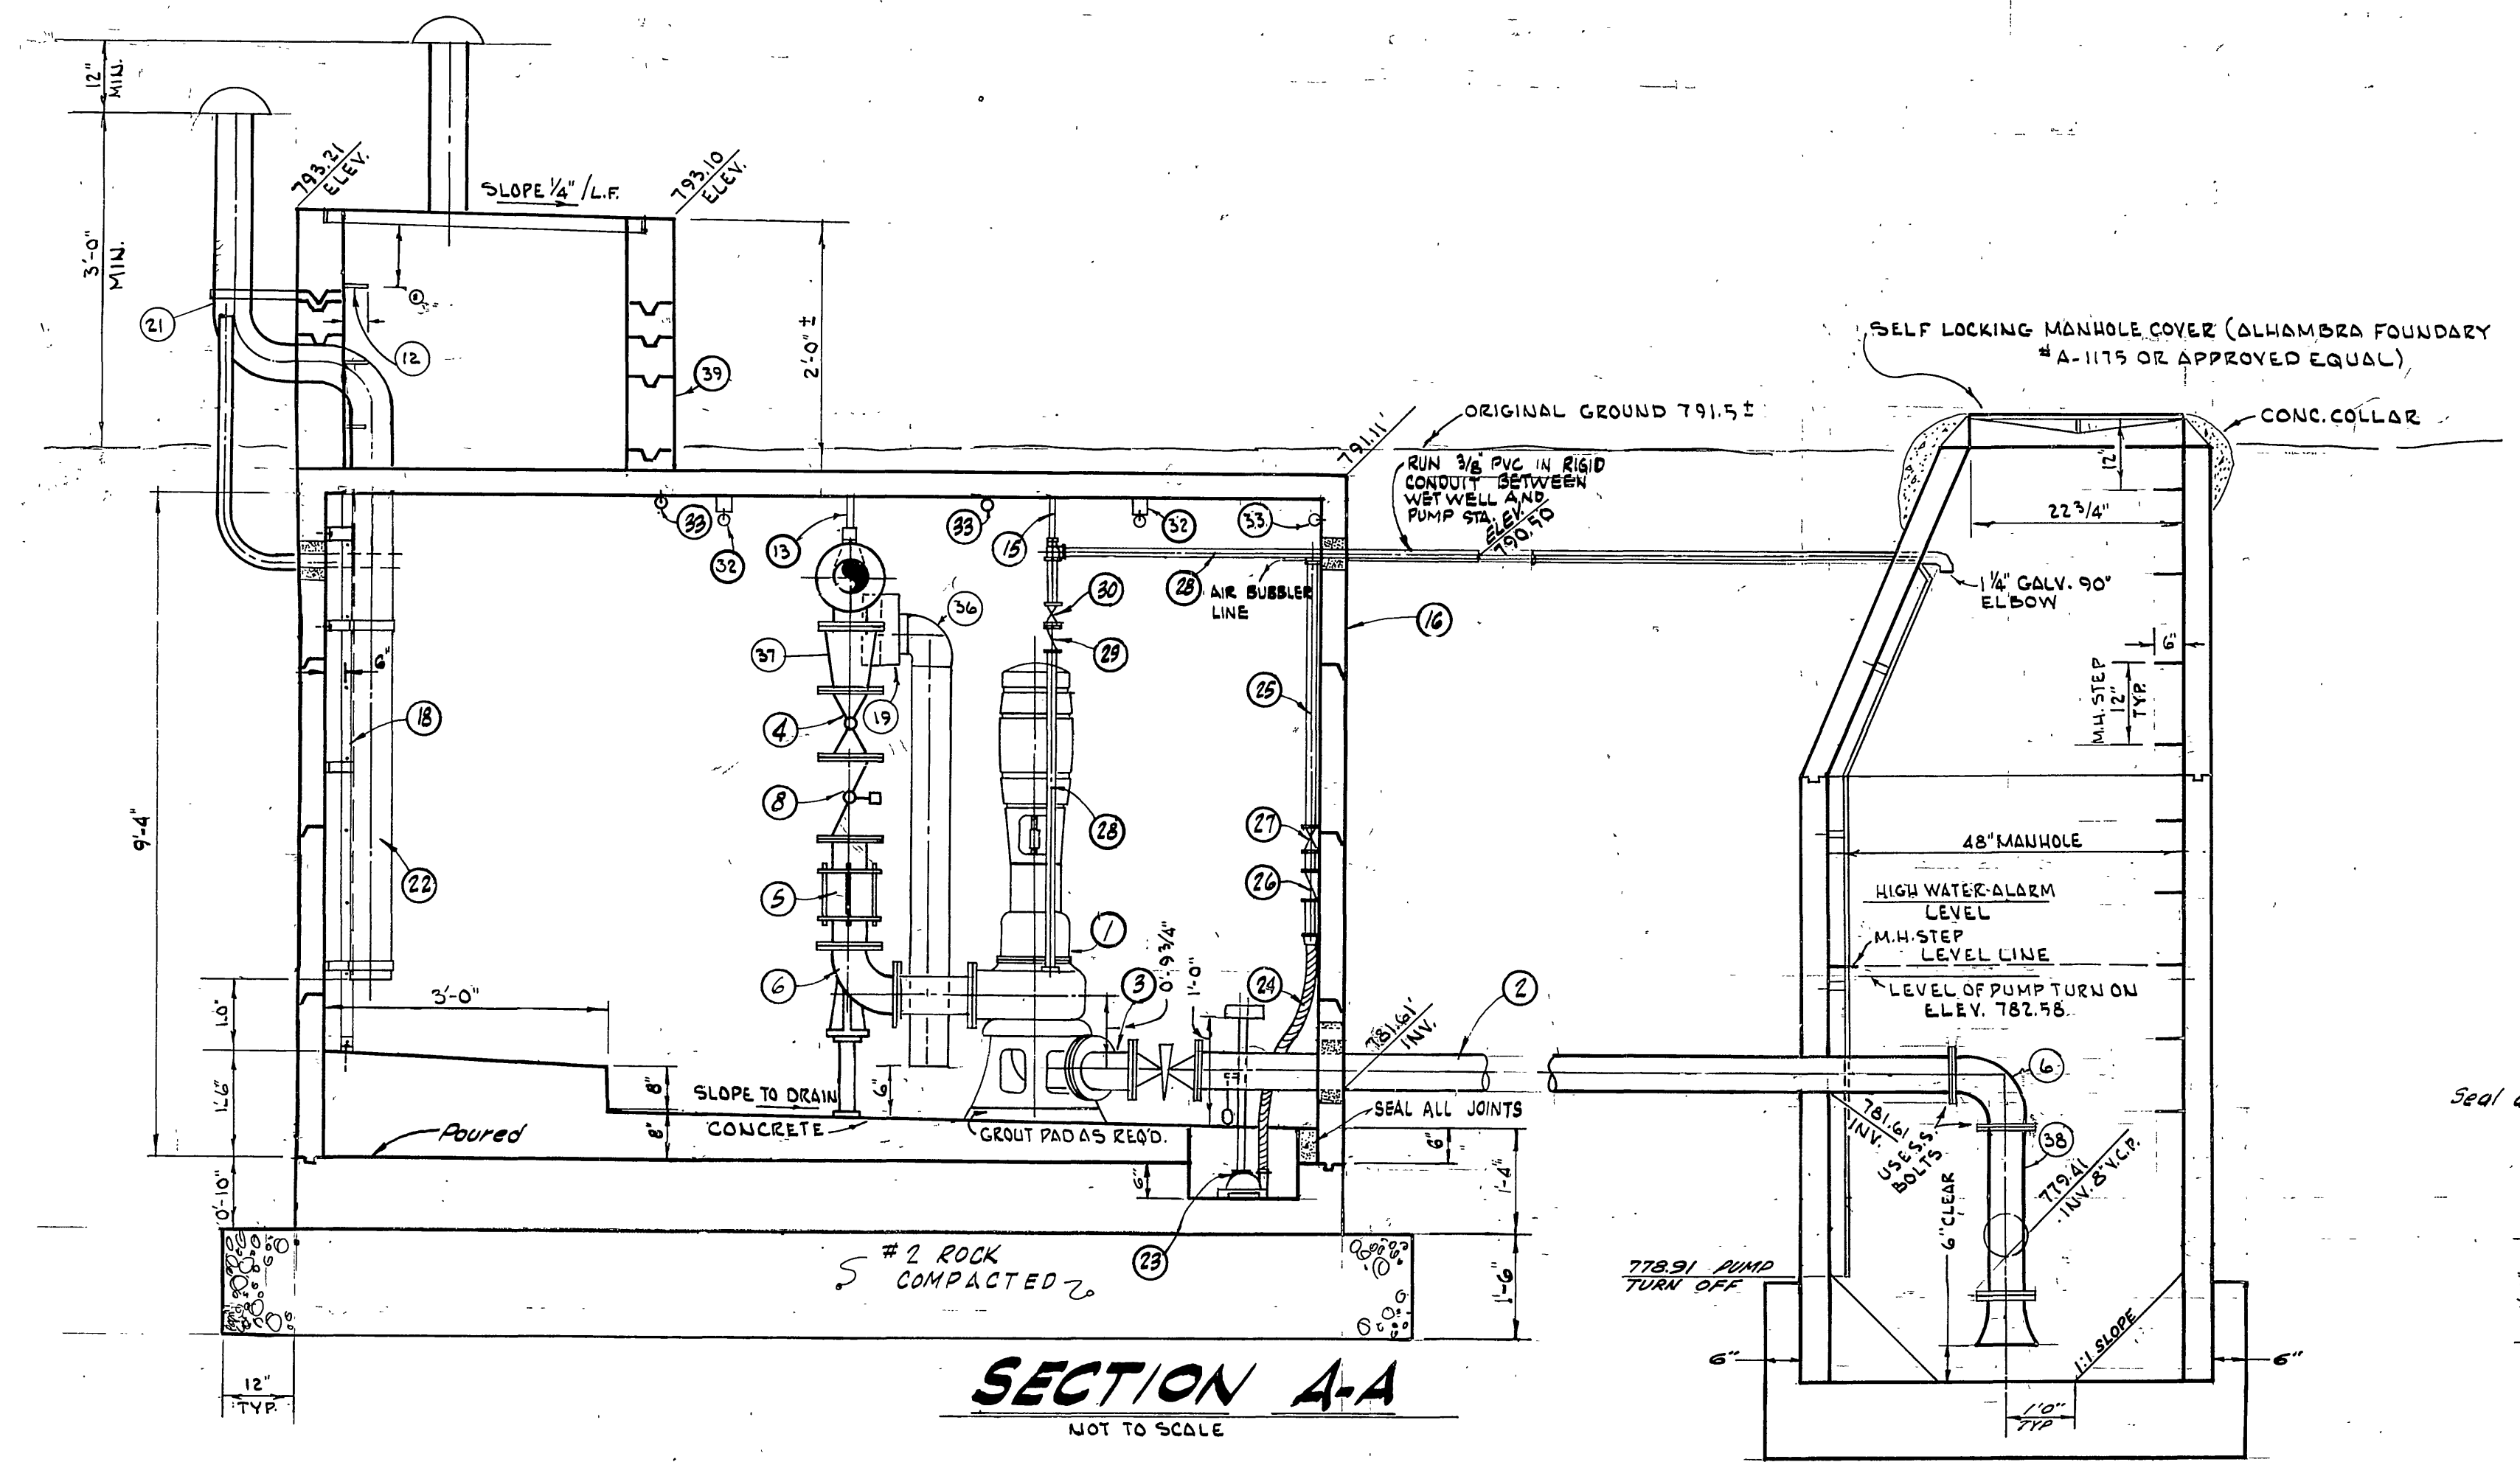 12"
MIN.
3'-0"
MIN.
793.21
ELEV.
SLOPE 1/4" /L.F.
793.10
ELEV.
21
12
2'-0" ±
39
SELF LOCKING MANHOLE COVER (ALHAMBRA FOUNDARY
#A-1175 OR APPROVED EQUAL)
ORIGINAL GROUND 791.5±
CONC. COLLAR
791.11'
RUN 3/8" PVC IN RIGID
CONDUIT BETWEEN
WET WELL AND
PUMP STA.
ELEV.
790.50
12"
22 3/4"
33
32
13
33
15
32
33
28
AIR BUBBLER
LINE
1 1/4" GALV. 90°
ELBOW
30
36
16
37
29
6"
6"
M.H. STEP
12"
TYP.
18
4
19
25
9'-4"
8
28
27
48" MANHOLE
22
5
26
HIGH WATER ALARM
LEVEL
1
M.H. STEP
LEVEL LINE
6
3
0'-9 3/4"
1'-0"
24
2
LEVEL OF PUMP TURN ON
ELEV. 782.58
3'-0"
1'-0"
781.61'
INV.
6
1'-6"
8"
SLOPE TO DRAIN
6"
SEAL ALL JOINTS
781.61
INV.
USE S.S.
BOLTS
38
Seal
Poured
8"
CONCRETE
GROUT PAD AS REQ'D.
6"
6"
1'-4"
779.41
INV. 8" V.C.P.
0'-10"
6" CLEAR
#2 ROCK
COMPACTED
23
1'-6"
778.91 PUMP
TURN OFF
1:1 SLOPE
6"
6"
12"
TYP.
1'0"
TYP
SECTION A-A
NOT TO SCALE